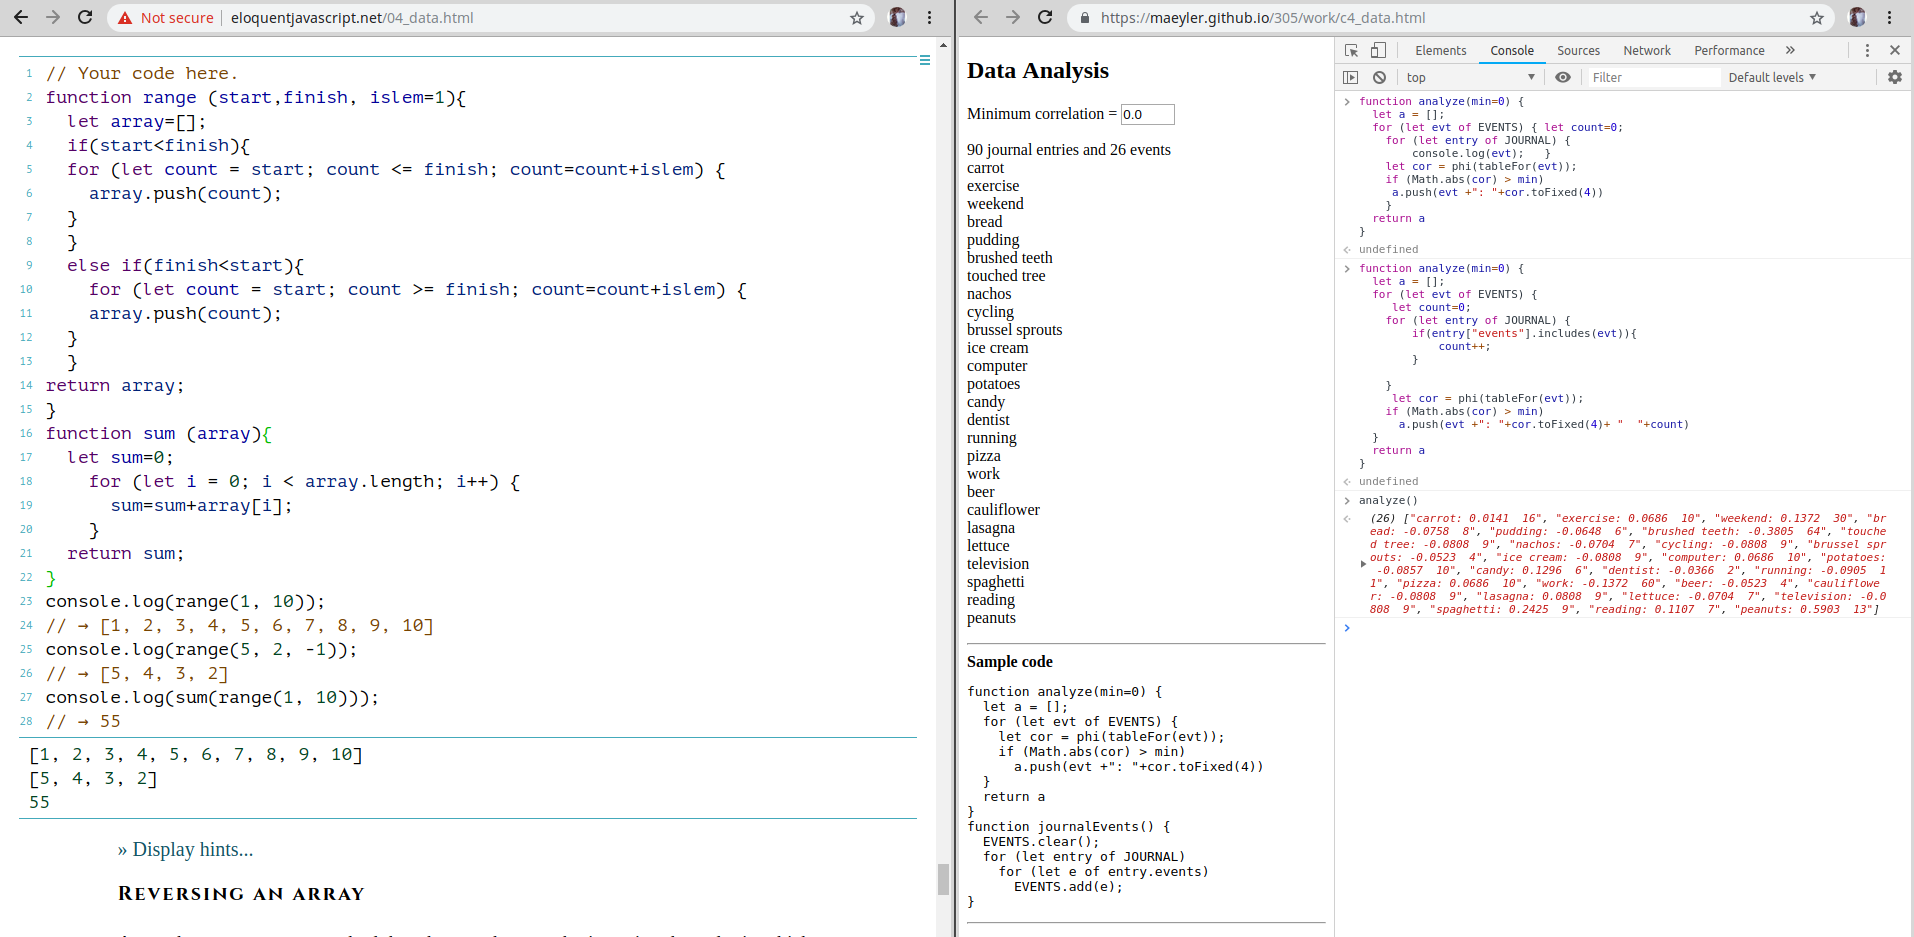 Not secure | eloquentjavascript.net/04_data.html
1 // Your code here.
2 function range (start,finish, islem=1){
3 let array=[];
4 if(start<finish){
5 for (let count = start; count <= finish; count=count+islem) {
6 array.push(count);
7 }
8 }
9 else if(finish<start){
10 for (let count = start; count >= finish; count=count+islem) {
11 array.push(count);
12 }
13 }
14 return array;
15 }
16 function sum (array){
17 let sum=0;
18 for (let i = 0; i < array.length; i++) {
19 sum=sum+array[i];
20 }
21 return sum;
22 }
23 console.log(range(1, 10));
24 // → [1, 2, 3, 4, 5, 6, 7, 8, 9, 10]
25 console.log(range(5, 2, -1));
26 // → [5, 4, 3, 2]
27 console.log(sum(range(1, 10)));
28 // → 55
[1, 2, 3, 4, 5, 6, 7, 8, 9, 10]
[5, 4, 3, 2]
55
» Display hints...
REVERSING AN ARRAY
https://maeyler.github.io/305/work/c4_data.html
Data Analysis
Minimum correlation = 0.0
90 journal entries and 26 events
carrot
exercise
weekend
bread
pudding
brushed teeth
touched tree
nachos
cycling
brussel sprouts
ice cream
computer
potatoes
candy
dentist
running
pizza
work
beer
cauliflower
lasagna
lettuce
television
spaghetti
reading
peanuts
Sample code
function analyze(min=0) {
let a = [];
for (let evt of EVENTS) {
let cor = phi(tableFor(evt));
if (Math.abs(cor) > min)
a.push(evt +": "+cor.toFixed(4))
}
return a
}
function journalEvents() {
EVENTS.clear();
for (let entry of JOURNAL)
for (let e of entry.events)
EVENTS.add(e);
}
Elements Console Sources Network Performance »
top Filter Default levels
function analyze(min=0) {
let a = [];
for (let evt of EVENTS) { let count=0;
for (let entry of JOURNAL) {
console.log(evt); }
let cor = phi(tableFor(evt));
if (Math.abs(cor) > min)
a.push(evt +": "+cor.toFixed(4))
}
return a
}
undefined
function analyze(min=0) {
let a = [];
for (let evt of EVENTS) {
let count=0;
for (let entry of JOURNAL) {
if(entry["events"].includes(evt)){
count++;
}
}
let cor = phi(tableFor(evt));
if (Math.abs(cor) > min)
a.push(evt +": "+cor.toFixed(4)+ "  "+count)
}
return a
}
undefined
analyze()
(26) ["carrot: 0.0141  16", "exercise: 0.0686  10", "weekend: 0.1372  30", "br
ead: -0.0758  8", "pudding: -0.0648  6", "brushed teeth: -0.3805  64", "touche
d tree: -0.0808  9", "nachos: -0.0704  7", "cycling: -0.0808  9", "brussel spr
outs: -0.0523  4", "ice cream: -0.0808  9", "computer: 0.0686  10", "potatoes:
-0.0857  10", "candy: 0.1296  6", "dentist: -0.0366  2", "running: -0.0905  1
1", "pizza: 0.0686  10", "work: -0.1372  60", "beer: -0.0523  4", "cauliflowe
r: -0.0808  9", "lasagna: 0.0808  9", "lettuce: -0.0704  7", "television: -0.0
808  9", "spaghetti: 0.2425  9", "reading: 0.1107  7", "peanuts: 0.5903  13"]